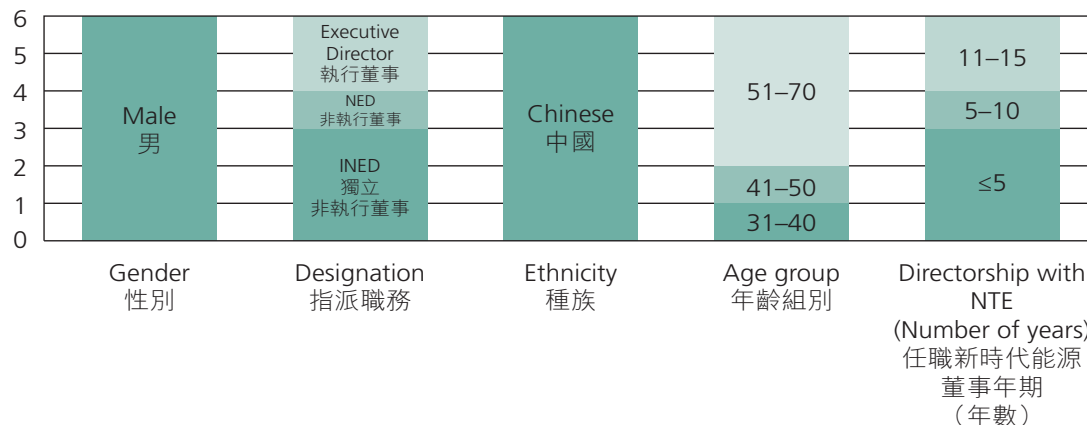 6
5
4
3
2
1
0
Male
男
Executive
Director
執行董事
NED
非執行董事
INED
獨立
非執行董事
Chinese
中國
51–70
41–50
31–40
11–15
5–10
≤5
Gender
性別
Designation
指派職務
Ethnicity
種族
Age group
年齡組別
Directorship with
NTE
(Number of years)
任職新時代能源
董事年期
（年數）